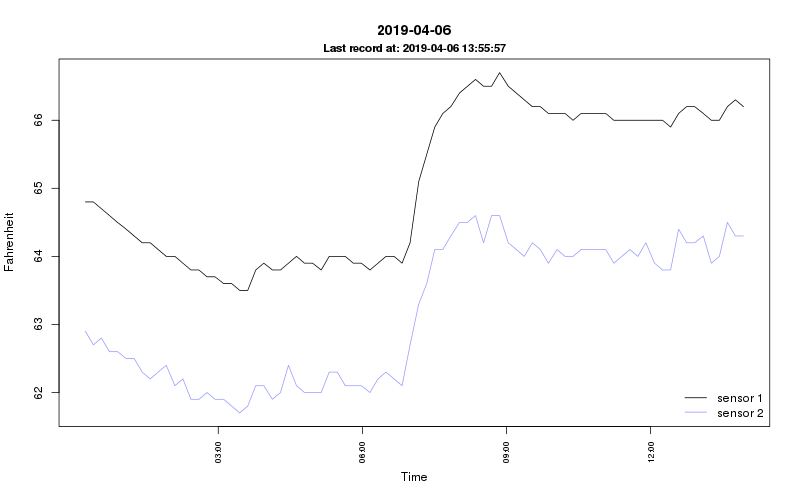 2019-04-06
Last record at: 2019-04-06 13:55:57
Fahrenheit
66
65
64
63
62
sensor 1
sensor 2
03:00
06:00
09:00
12:00
Time